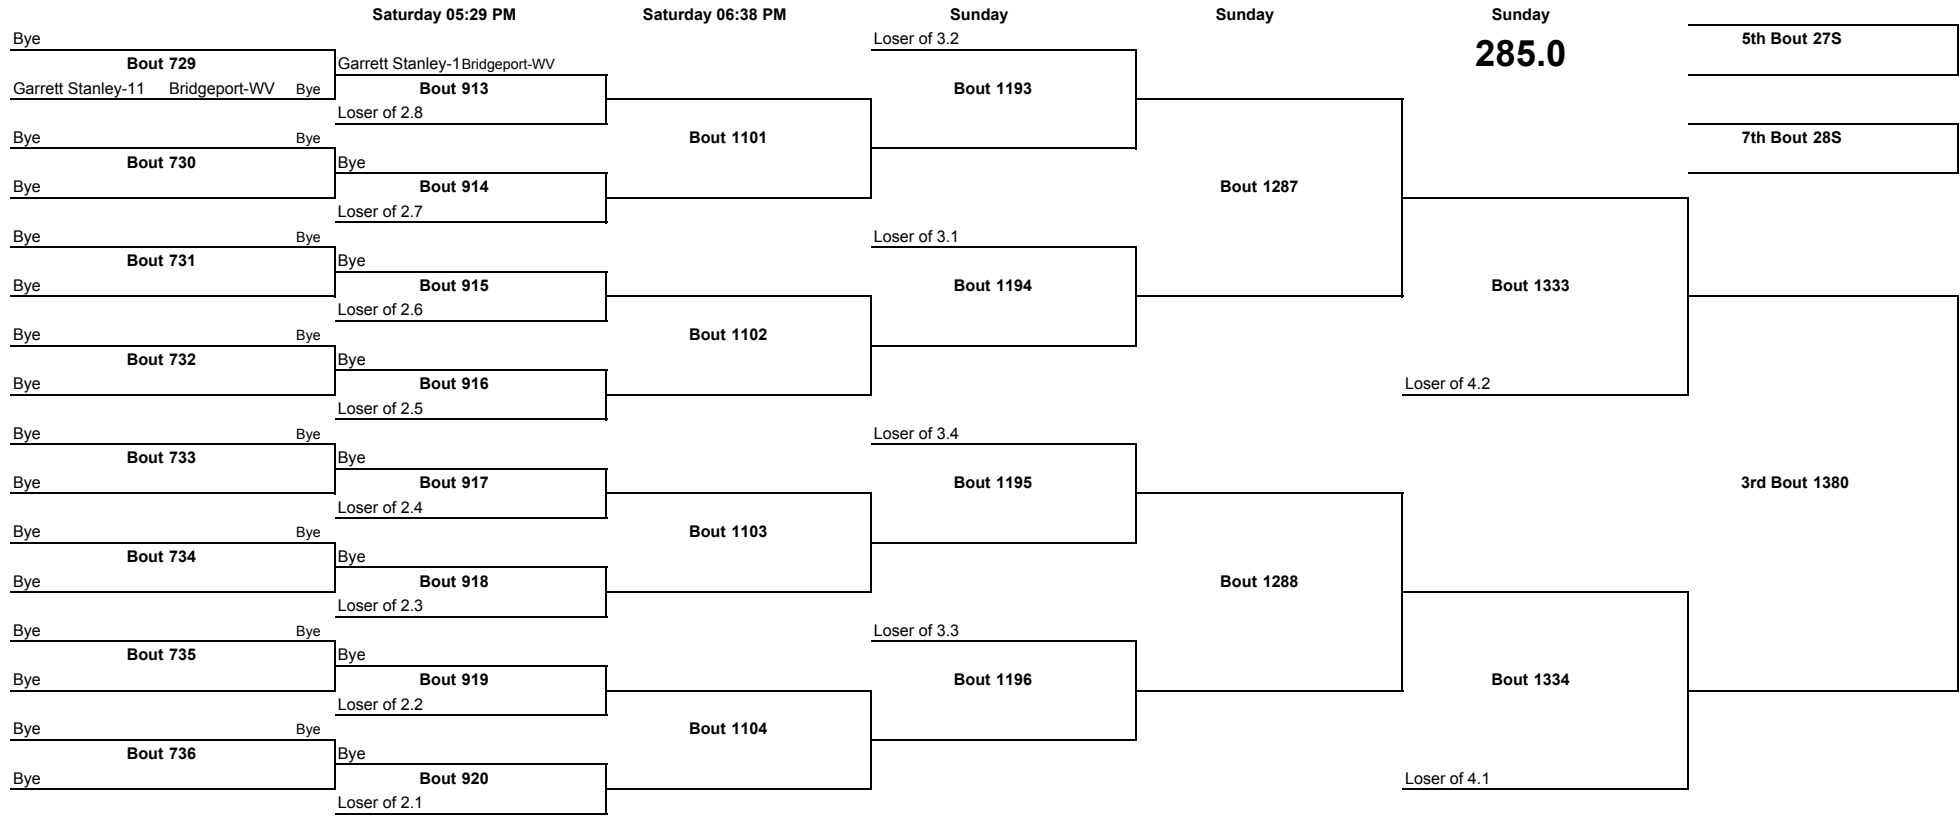 Saturday 05:29 PM Saturday 06:38 PM Sunday Sunday Sunday
Bye Loser of 3.2 285.0 5th Bout 27S
Bout 729 Garrett Stanley-1 Bridgeport-WV
Garrett Stanley-11 Bridgeport-WV Bye Bout 913 Bout 1193
Loser of 2.8
Bye Bye Bout 1101 7th Bout 28S
Bout 730 Bye
Bye Bout 914 Bout 1287
Loser of 2.7
Bye Bye Loser of 3.1
Bout 731 Bye
Bye Bout 915 Bout 1194 Bout 1333
Loser of 2.6
Bye Bye Bout 1102
Bout 732 Bye
Bye Bout 916 Loser of 4.2
Loser of 2.5
Bye Bye Loser of 3.4
Bout 733 Bye
Bye Bout 917 Bout 1195 3rd Bout 1380
Loser of 2.4
Bye Bye Bout 1103
Bout 734 Bye
Bye Bout 918 Bout 1288
Loser of 2.3
Bye Bye Loser of 3.3
Bout 735 Bye
Bye Bout 919 Bout 1196 Bout 1334
Loser of 2.2
Bye Bye Bout 1104
Bout 736 Bye
Bye Bout 920 Loser of 4.1
Loser of 2.1